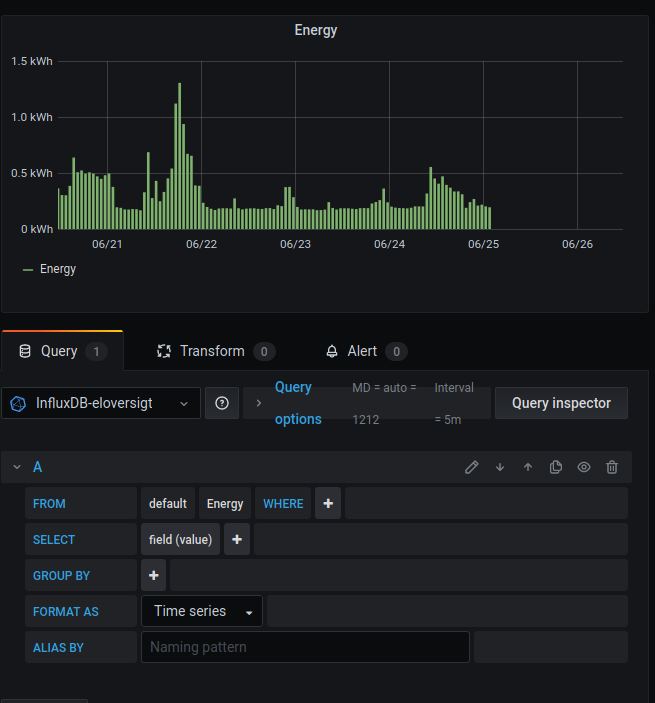 Energy
1.5 kWh
1.0 kWh
0.5 kWh
0 kWh
06/21 06/22 06/23 06/24 06/25 06/26
Energy
Query 1 Transform 0 Alert 0
InfluxDB-eloversigt Query options MD = auto = 1212 Interval = 5m Query inspector
A
FROM default Energy WHERE +
SELECT field (value) +
GROUP BY +
FORMAT AS Time series
ALIAS BY Naming pattern